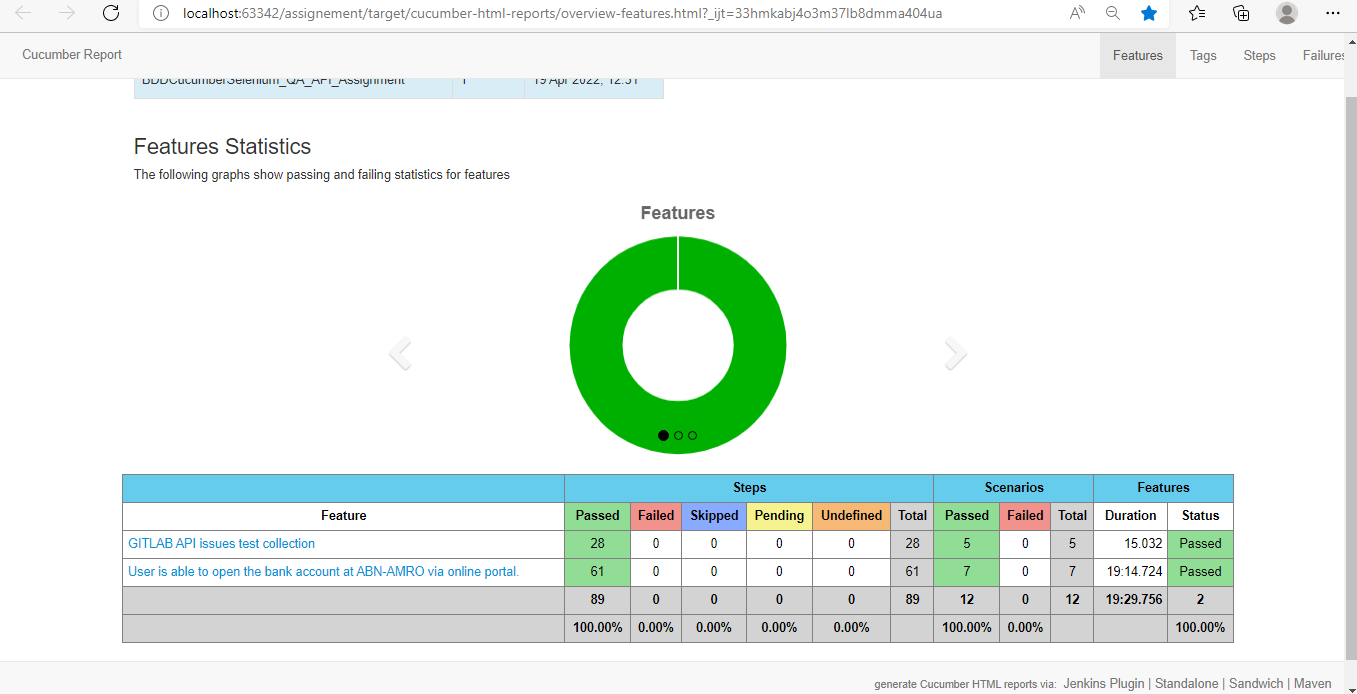 localhost:63342/assignement/target/cucumber-html-reports/overview-features.html?_ijt=33hmkabj4o3m37lb8dmma404ua
Cucumber Report Features Tags Steps Failures
BDDCucumberSelenium_QA_API_Assignment 1 19 Apr 2022, 12:51
Features Statistics
The following graphs show passing and failing statistics for features
Features
Steps Scenarios Features
Feature Passed Failed Skipped Pending Undefined Total Passed Failed Total Duration Status
GITLAB API issues test collection 28 0 0 0 0 28 5 0 5 15.032 Passed
User is able to open the bank account at ABN-AMRO via online portal. 61 0 0 0 0 61 7 0 7 19:14.724 Passed
89 0 0 0 0 89 12 0 12 19:29.756 2
100.00% 0.00% 0.00% 0.00% 0.00% 100.00% 0.00% 100.00%
generate Cucumber HTML reports via: Jenkins Plugin | Standalone | Sandwich | Maven